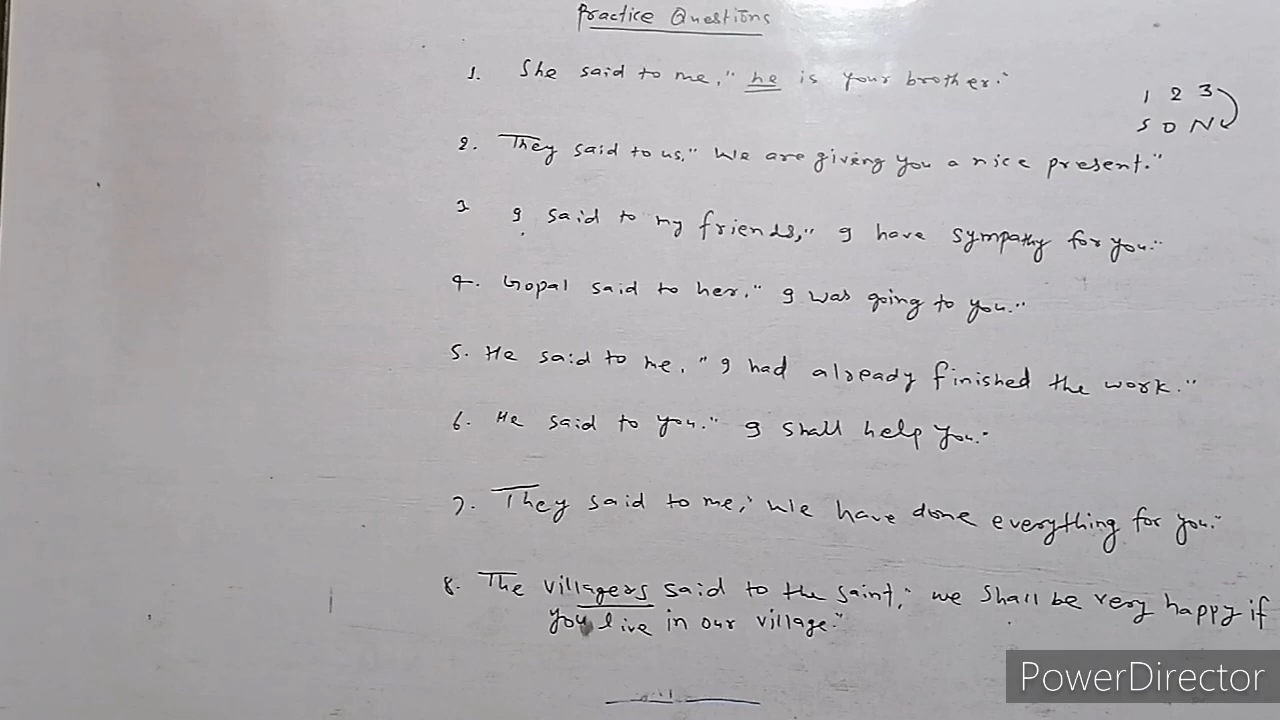 Practice Questions
1. She said to me, " he is your brother."
1 2 3
S O N
2. They said to us," We are giving you a nice present."
3 I said to my friends," I have sympathy for you."
4. Gopal said to her," I was going to you."
5. He said to me, " I had already finished the work."
6. He said to you." I shall help you."
7. They said to me," We have done everything for you."
8. The villagers said to the saint," we shall be very happy if
you live in our village."
PowerDirector